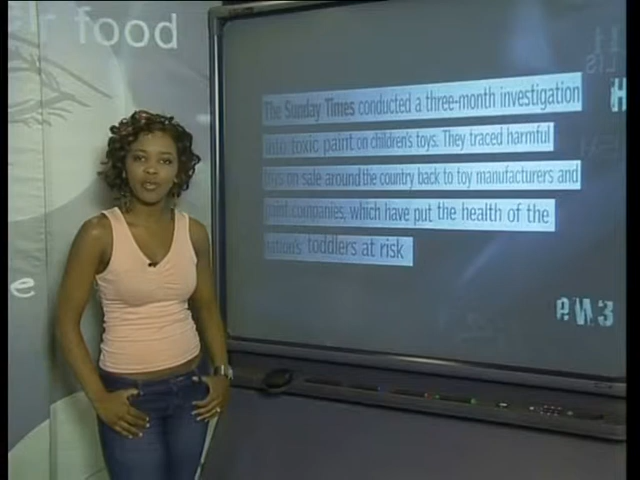 food
The Sunday Times conducted a three-month investigation
into toxic paint on children's toys. They traced harmful
toys on sale around the country back to toy manufacturers and
paint companies, which have put the health of the
nation's toddlers at risk